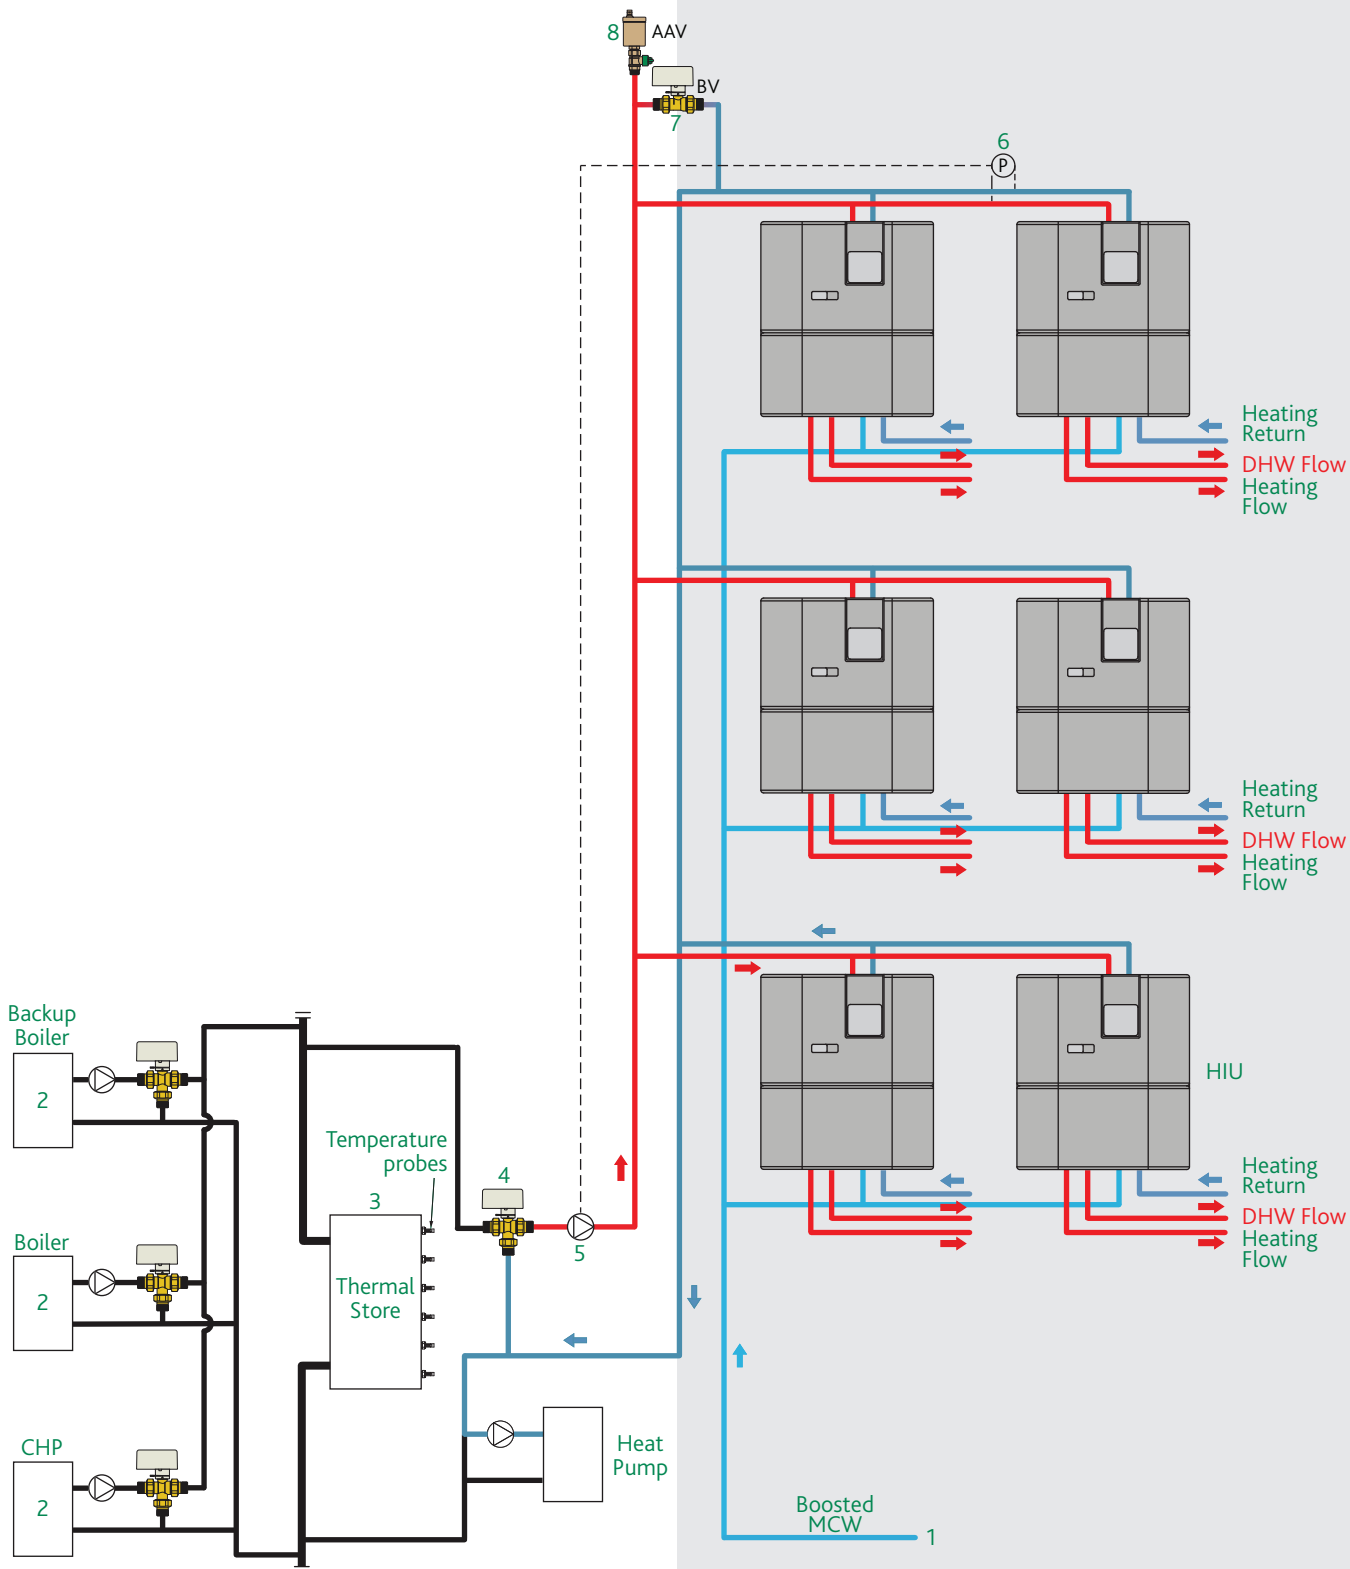 8
AAV
BV
7
6
P
Heating
Return
DHW Flow
Heating
Flow
Heating
Return
DHW Flow
Heating
Flow
Backup
Boiler
2
HIU
Temperature
probes
4
3
Heating
Return
DHW Flow
Heating
Flow
5
Boiler
2
Thermal
Store
CHP
2
Heat
Pump
Boosted
MCW
1